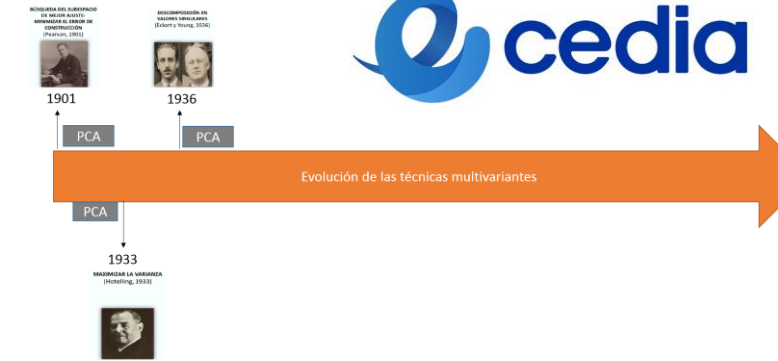 BÚSQUEDA DEL SUBESPACIO
DE MEJOR AJUSTE-
MINIMIZAR EL ERROR DE
CONSTRUCCIÓN
(Pearson, 1901)
1901
PCA
DESCOMPOSICIÓN EN
VALORES SINGULARES
(Eckart y Young, 1936)
1936
PCA
cedia
Evolución de las técnicas multivariantes
PCA
1933
MAXIMIZAR LA VARIANZA
(Hotelling, 1933)